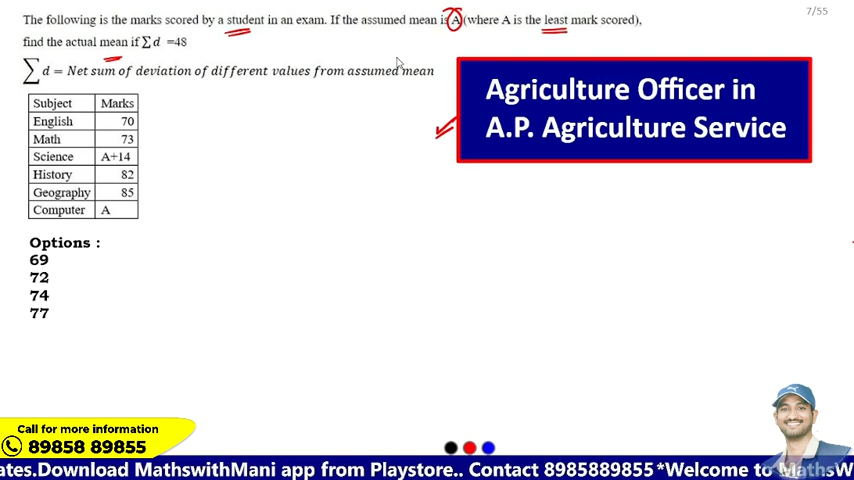 7/55
The following is the marks scored by a student in an exam. If the assumed mean is A (where A is the least mark scored),
find the actual mean if ∑d =48
∑d = Net sum of deviation of different values from assumed mean
Agriculture Officer in
A.P. Agriculture Service
Subject Marks
English 70
Math 73
Science A+14
History 82
Geography 85
Computer A
Options :
69
72
74
77
Call for more information
89858 89855
ates.Download MathswithMani app from Playstore.. Contact 8985889855 *Welcome to MathsW